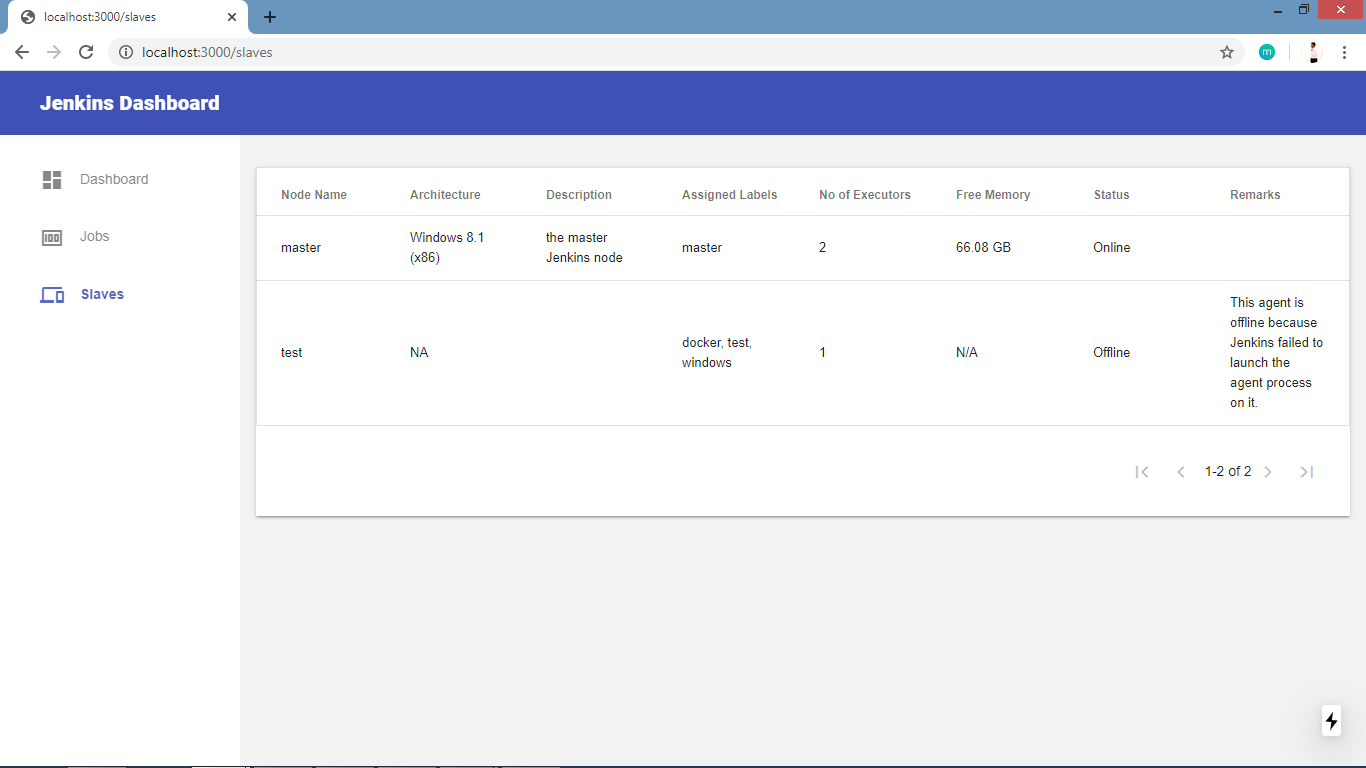 localhost:3000/slaves
localhost:3000/slaves
m
Jenkins Dashboard
Dashboard
Jobs
Slaves
Node Name Architecture Description Assigned Labels No of Executors Free Memory Status Remarks
master
Windows 8.1
(x86)
the master
Jenkins node
master
2
66.08 GB
Online
test
NA
docker, test,
windows
1
N/A
Offline
This agent is
offline because
Jenkins failed to
launch the
agent process
on it.
1-2 of 2